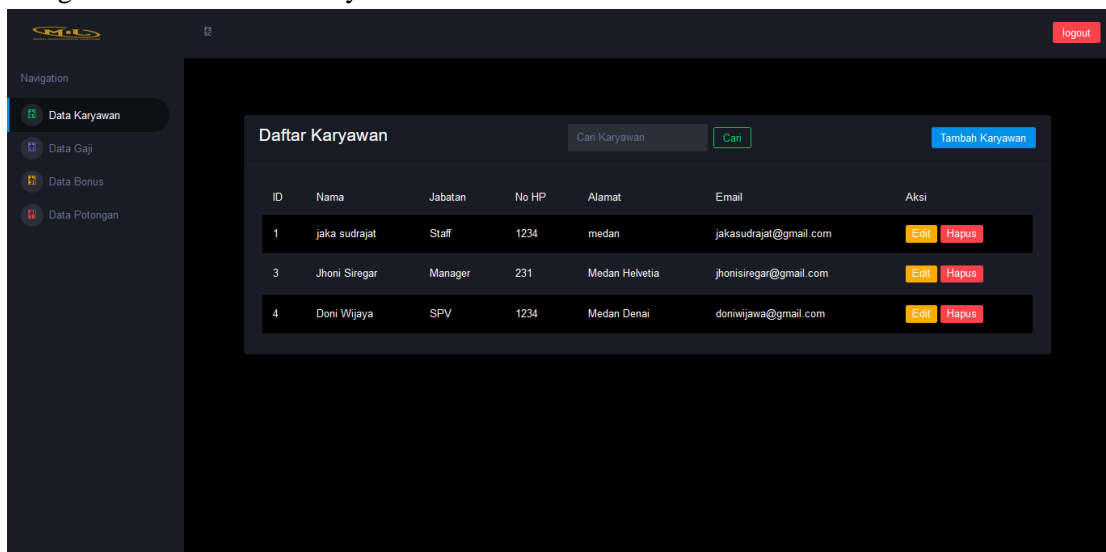 logout
Navigation
Data Karyawan
Data Gaji
Data Bonus
Data Potongan
Daftar Karyawan Cari Karyawan Cari Tambah Karyawan
ID Nama Jabatan No HP Alamat Email Aksi
1 jaka sudrajat Staff 1234 medan jakasudrajat@gmail.com Edit Hapus
3 Jhoni Siregar Manager 231 Medan Helvetia jhonisiregar@gmail.com Edit Hapus
4 Doni Wijaya SPV 1234 Medan Denai doniwijawa@gmail.com Edit Hapus